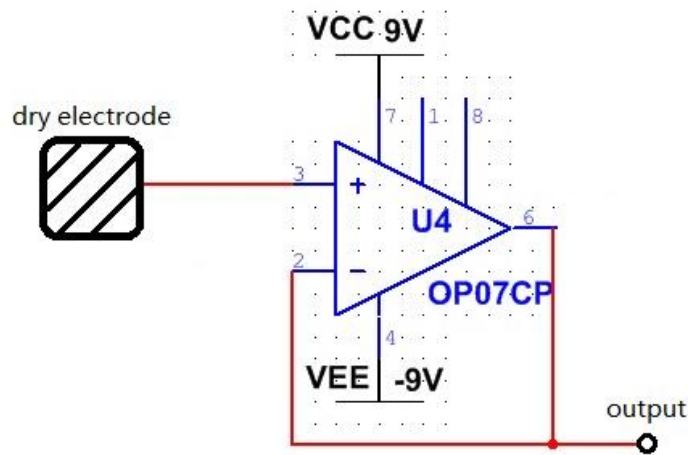 VCC 9V
dry electrode
7 1 8
3
+
U4
6
2
−
OP07CP
4
VEE -9V
output